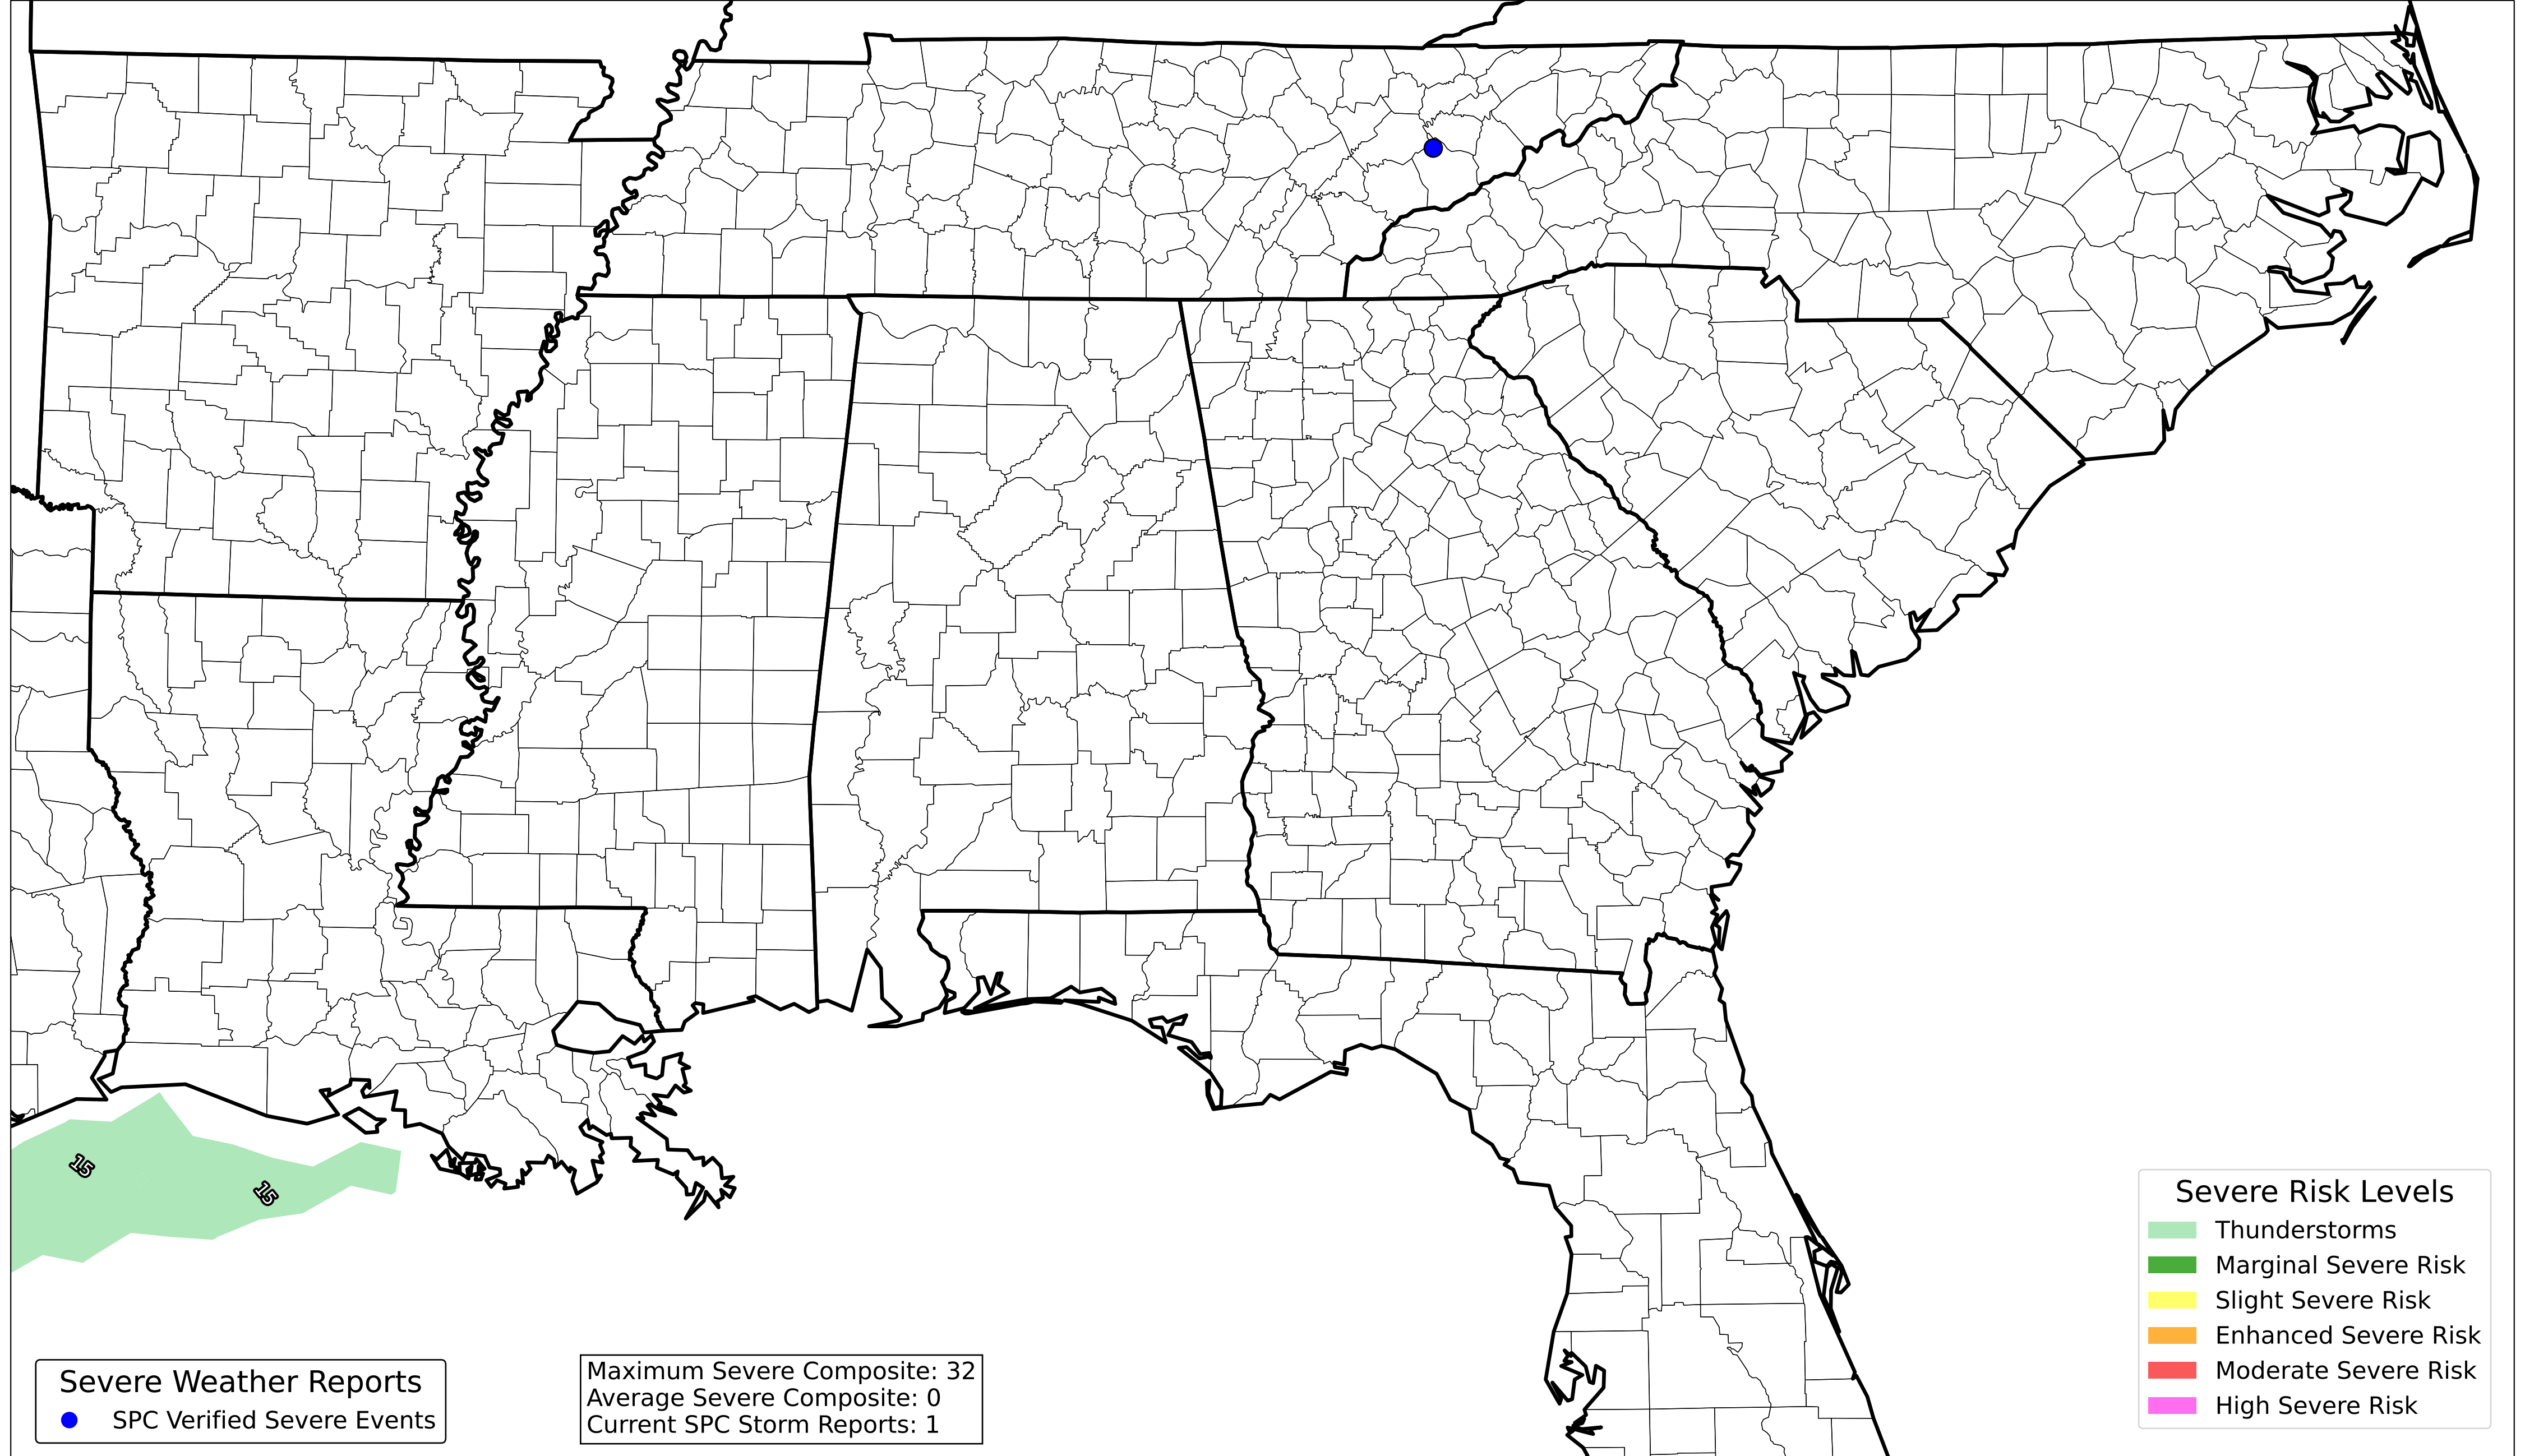 15
15
Severe Risk Levels
Thunderstorms
Marginal Severe Risk
Slight Severe Risk
Enhanced Severe Risk
Moderate Severe Risk
High Severe Risk
Severe Weather Reports
SPC Verified Severe Events
Maximum Severe Composite: 32
Average Severe Composite: 0
Current SPC Storm Reports: 1